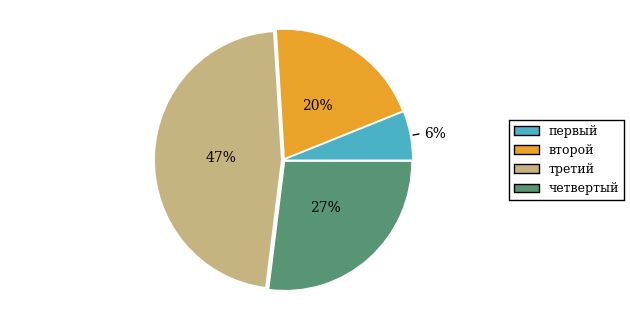 20%
6%
47%
27%
первый
второй
третий
четвертый